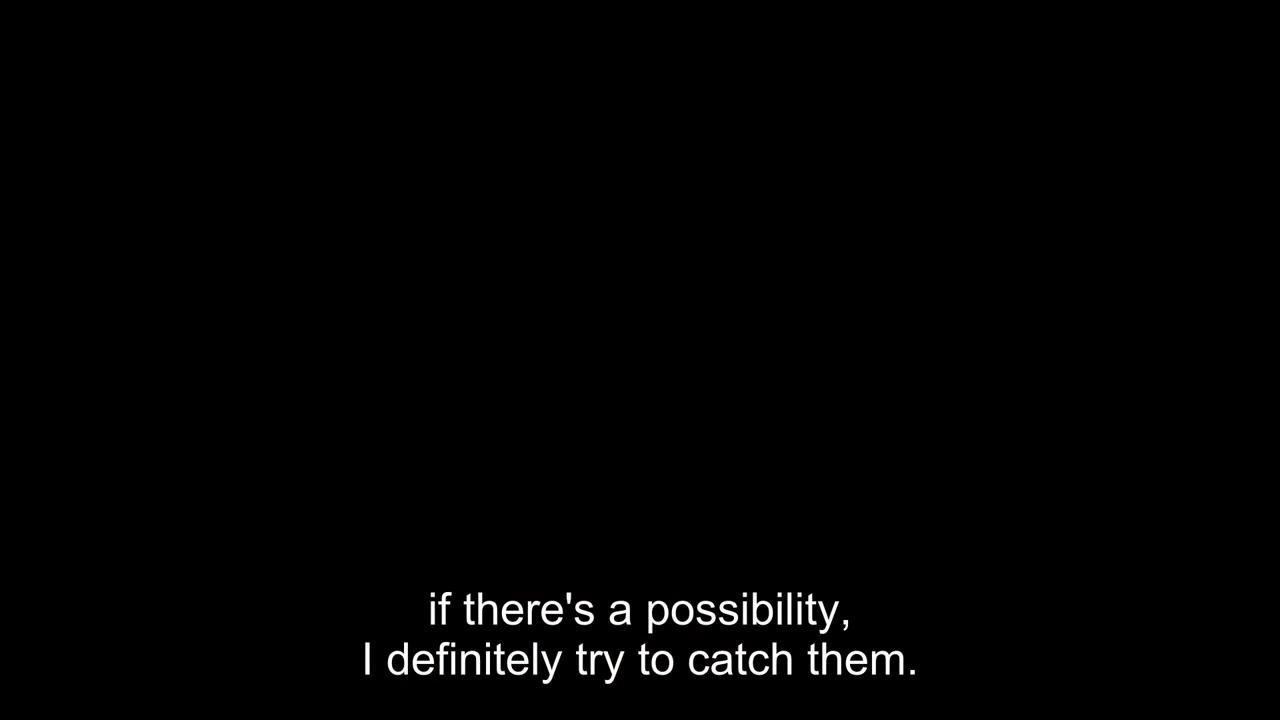 if there's a possibility,
I definitely try to catch them.